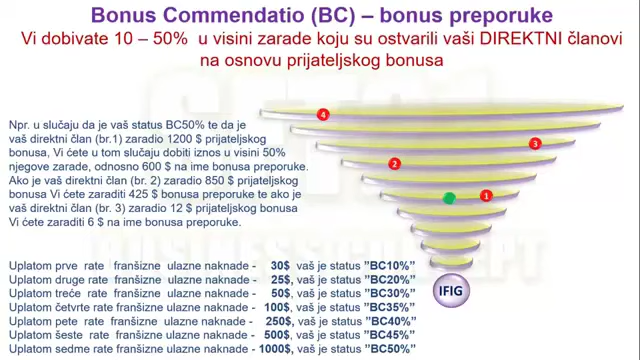 Bonus Commendatio (BC) – bonus preporuke
Vi dobivate 10 – 50% u visini zarade koju su ostvarili vaši DIREKTNI članovi
na osnovu prijateljskog bonusa
Npr. u slučaju da je vaš status BC50% te da je
vaš direktni član (br.1) zaradio 1200 $ prijateljskog
bonusa, Vi ćete u tom slučaju dobiti iznos u visini 50%
njegove zarade, odnosno 600 $ na ime bonusa preporuke.
Ako je vaš direktni član (br. 2) zaradio 850 $ prijateljskog
bonusa Vi ćete zaraditi 425 $ bonusa preporuke te ako je
vaš direktni član (br. 3) zaradio 12 $ prijateljskog bonusa
Vi ćete zaraditi 6 $ na ime bonusa preporuke.
4
3
2
1
IFIG
Uplatom prve rate franšizne ulazne naknade - 30$ vaš je status ”BC10%”
Uplatom druge rate franšizne ulazne naknade - 25$, vaš je status ”BC20%”
Uplatom treće rate franšizne ulazne naknade - 50$, vaš je status ”BC30%”
Uplatom četvrte rate franšizne ulazne naknade - 100$, vaš je status ”BC35%”
Uplatom pete rate franšizne ulazne naknade - 250$, vaš je status ”BC40%”
Uplatom šeste rate franšizne ulazne naknade - 500$, vaš je status ”BC45%”
Uplatom sedme rate franšizne ulazne naknade - 1000$, vaš je status ”BC50%”